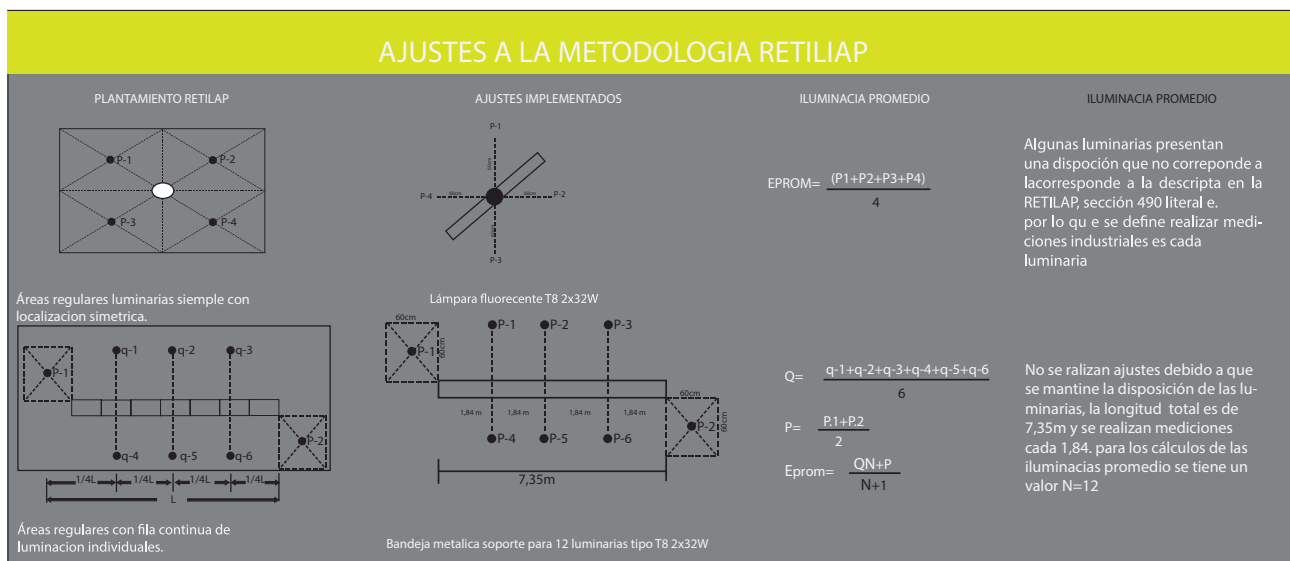 AJUSTES A LA METODOLOGIA RETILIAP
PLANTAMIENTO RETILAP
AJUSTES IMPLEMENTADOS
ILUMINACIA PROMEDIO
ILUMINACIA PROMEDIO
P-1
P-2
P-3
P-4
Áreas regulares luminarias siemple con
localizacion simetrica.
P-1
60cm
P-4
60cm
60cm
P-2
60cm
P-3
Lámpara fluorecente T8 2x32W
EPROM= (P1+P2+P3+P4)
4
Algunas luminarias presentan
una dispoción que no correponde a
lacorresponde a la descripta en la
RETILAP, sección 490 literal e.
por lo qu e se define realizar medi-
ciones industriales es cada
luminaria
P-1
q-1
q-2
q-3
q-4
q-5
q-6
P-2
1/4L
1/4L
1/4L
1/4L
L
Áreas regulares con fila continua de
luminacion individuales.
60cm
60cm
P-1
P-1
P-2
P-3
1,84 m
1,84 m
1,84 m
1,84 m
P-4
P-5
P-6
60cm
60cm
P-2
7,35m
Bandeja metalica soporte para 12 luminarias tipo T8 2x32W
Q= q-1+q-2+q-3+q-4+q-5+q-6
6
P= P.1+P.2
2
Eprom= QN+P
N+1
No se ralizan ajustes debido a que
se mantine la disposición de las lu-
minarias, la longitud total es de
7,35m y se realizan mediciones
cada 1,84. para los cálculos de las
iluminacias promedio se tiene un
valor N=12